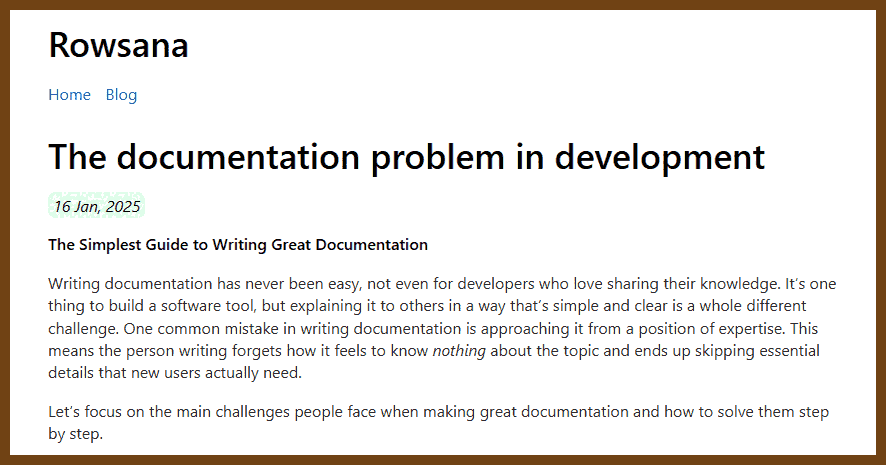 Rowsana
Home Blog
The documentation problem in development
16 Jan, 2025
The Simplest Guide to Writing Great Documentation
Writing documentation has never been easy, not even for developers who love sharing their knowledge. It’s one
thing to build a software tool, but explaining it to others in a way that’s simple and clear is a whole different
challenge. One common mistake in writing documentation is approaching it from a position of expertise. This
means the person writing forgets how it feels to know nothing about the topic and ends up skipping essential
details that new users actually need.
Let’s focus on the main challenges people face when making great documentation and how to solve them step
by step.